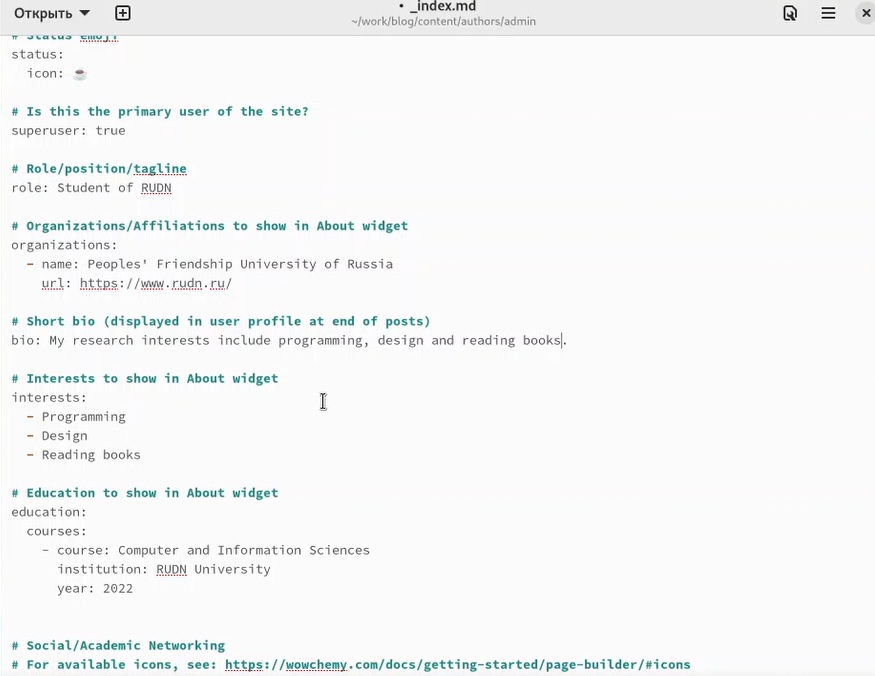 Открыть
• _index.md
~/work/blog/content/authors/admin
# Status emoji
status:
  icon: ☕
# Is this the primary user of the site?
superuser: true
# Role/position/tagline
role: Student of RUDN
# Organizations/Affiliations to show in About widget
organizations:
  - name: Peoples' Friendship University of Russia
    url: https://www.rudn.ru/
# Short bio (displayed in user profile at end of posts)
bio: My research interests include programming, design and reading books.
# Interests to show in About widget
interests:
  - Programming
  - Design
  - Reading books
# Education to show in About widget
education:
  courses:
    - course: Computer and Information Sciences
      institution: RUDN University
      year: 2022
# Social/Academic Networking
# For available icons, see: https://wowchemy.com/docs/getting-started/page-builder/#icons